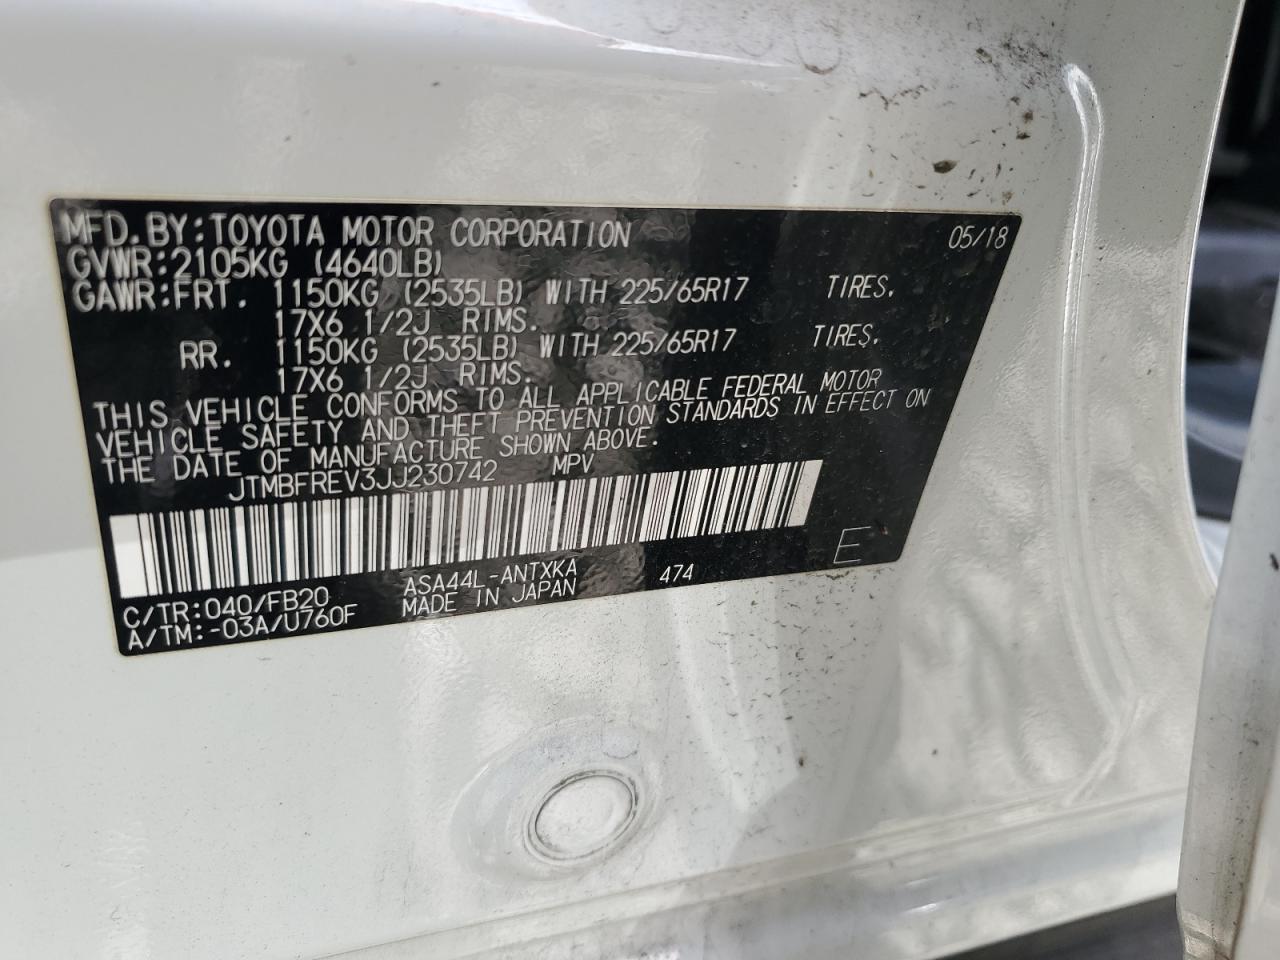 MFD. BY: TOYOTA MOTOR CORPORATION 05/18
GVWR: 2105KG (4640LB)
GAWR: FRT. 1150KG (2535LB) WITH 225/65R17 TIRES.
17X6 1/2J RIMS.
RR. 1150KG (2535LB) WITH 225/65R17 TIRES.
17X6 1/2J RIMS.
THIS VEHICLE CONFORMS TO ALL APPLICABLE FEDERAL MOTOR
VEHICLE SAFETY AND THEFT PREVENTION STANDARDS IN EFFECT ON
THE DATE OF MANUFACTURE SHOWN ABOVE.
JTMBFREV3JJ230742 MPV
E
C/TR: 040/FB20 ASA44L-ANTXKA 474
A/TM: -03A/U760F MADE IN JAPAN